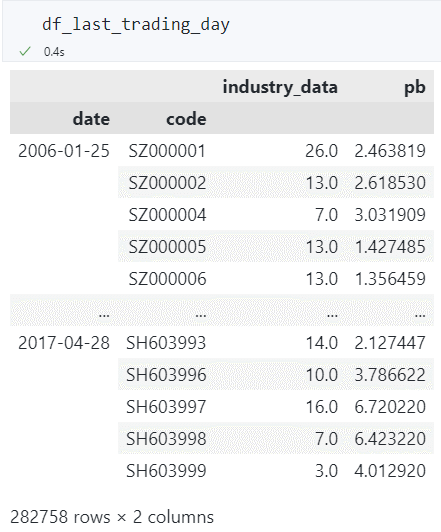 df_last_trading_day
0.4s
industry_data pb
date code
2006-01-25 SZ000001 26.0 2.463819
SZ000002 13.0 2.618530
SZ000004 7.0 3.031909
SZ000005 13.0 1.427485
SZ000006 13.0 1.356459
... ... ... ...
2017-04-28 SH603993 14.0 2.127447
SH603996 10.0 3.786622
SH603997 16.0 6.720220
SH603998 7.0 6.423220
SH603999 3.0 4.012920
282758 rows × 2 columns